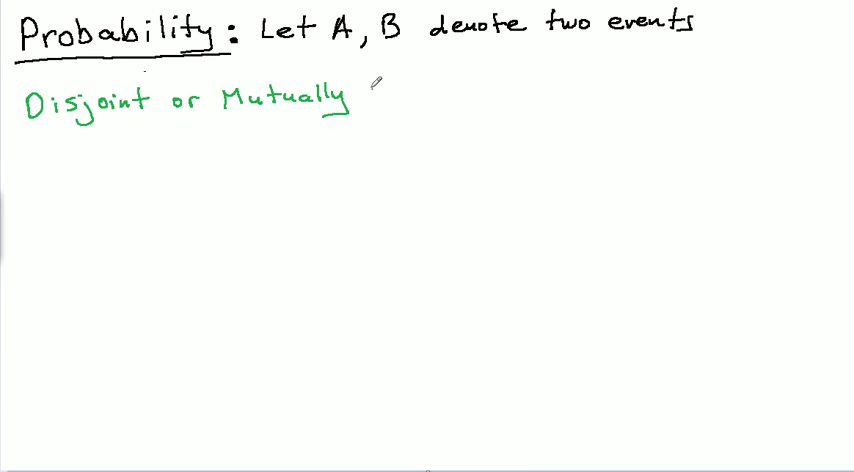 Probability: Let A, B denote two events
Disjoint or Mutually